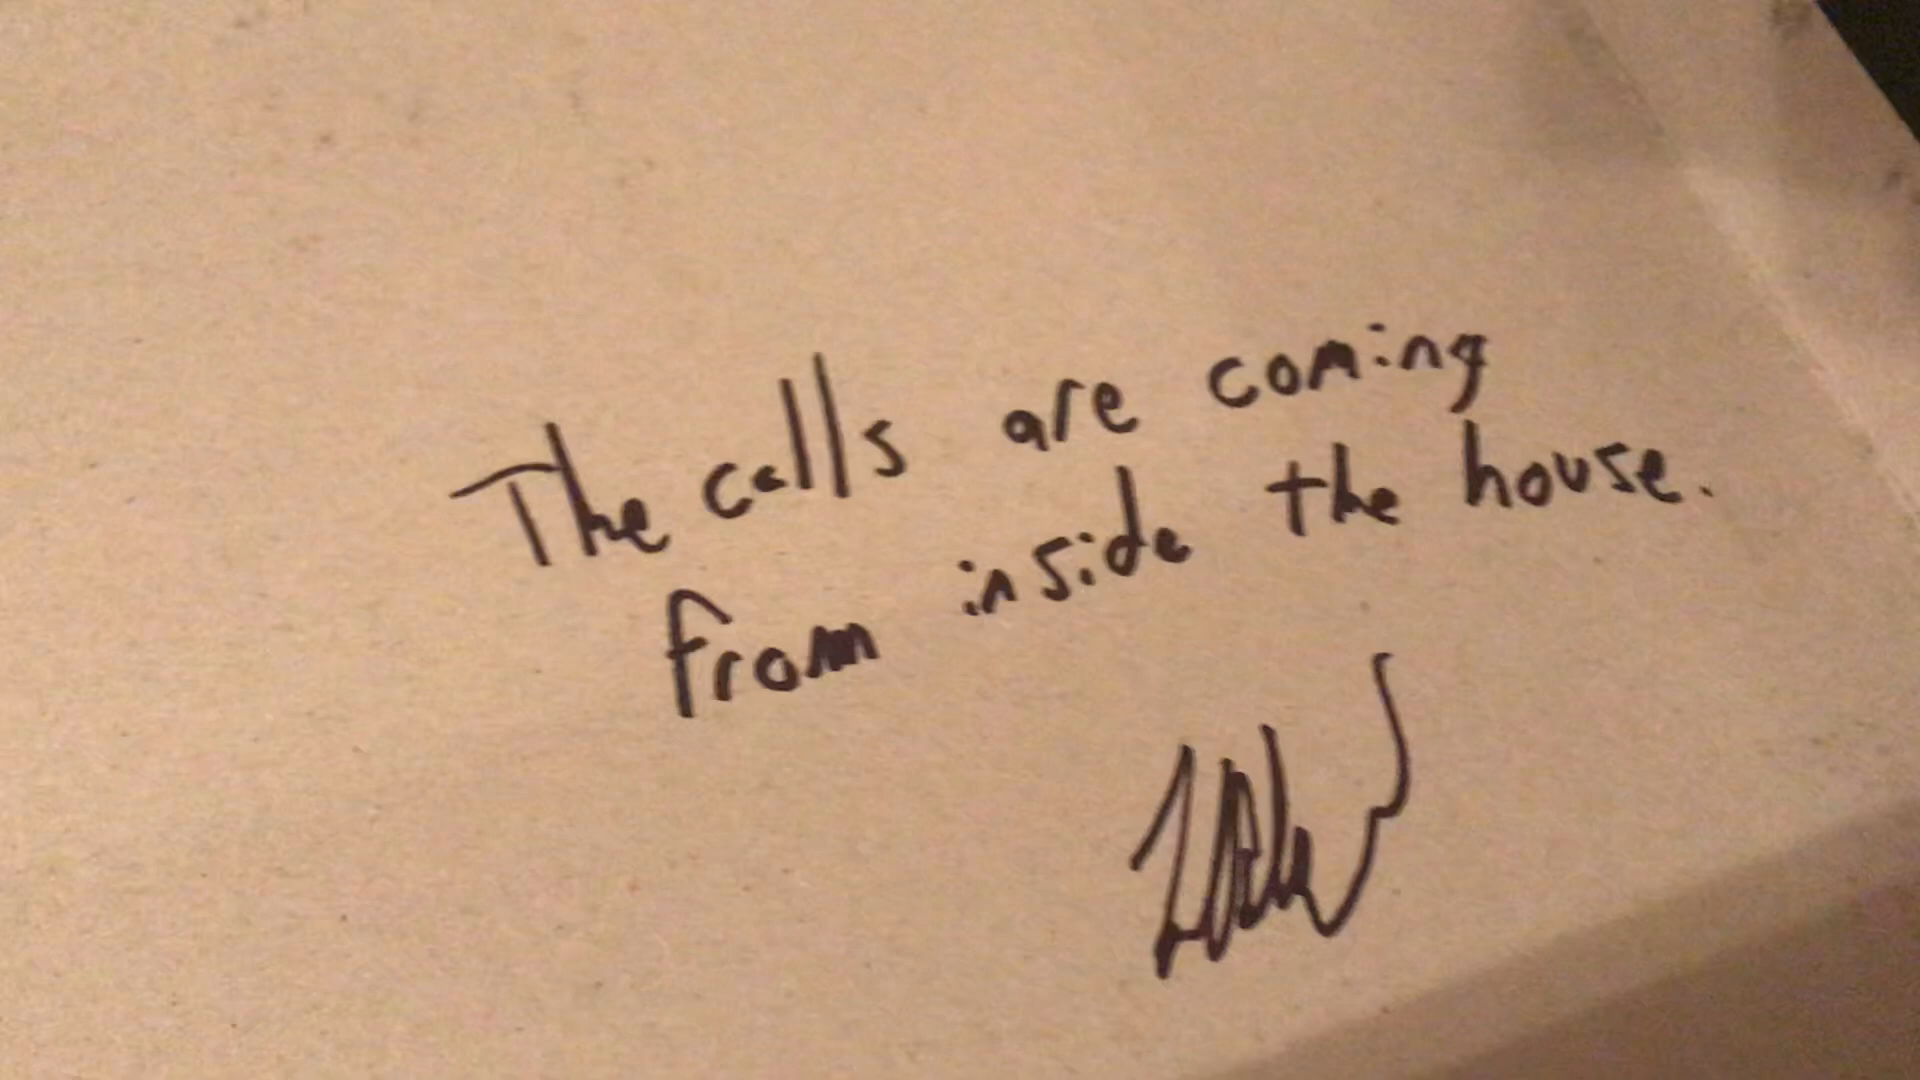 The calls are coming
from inside the house.